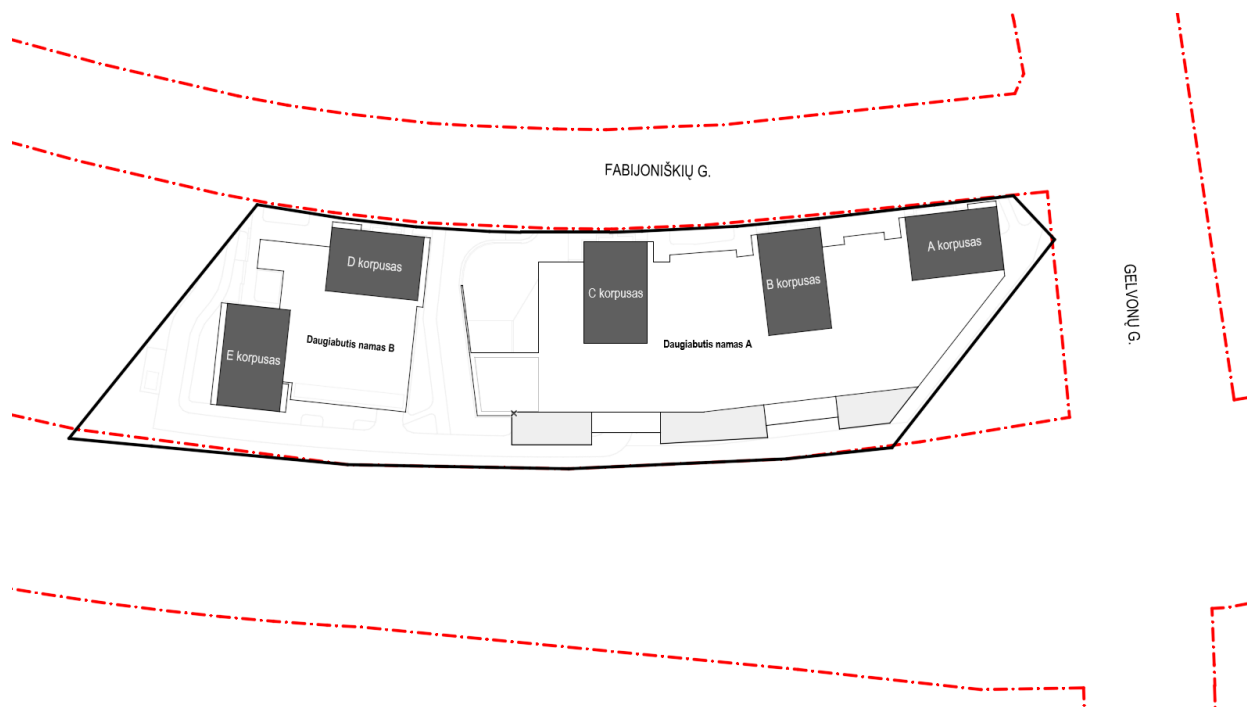 FABIJONIŠKIŲ G.
A korpusas
D korpusas
B korpusas
C korpusas
GELVONŲ G.
Daugiabutis namas B
Daugiabutis namas A
E korpusas